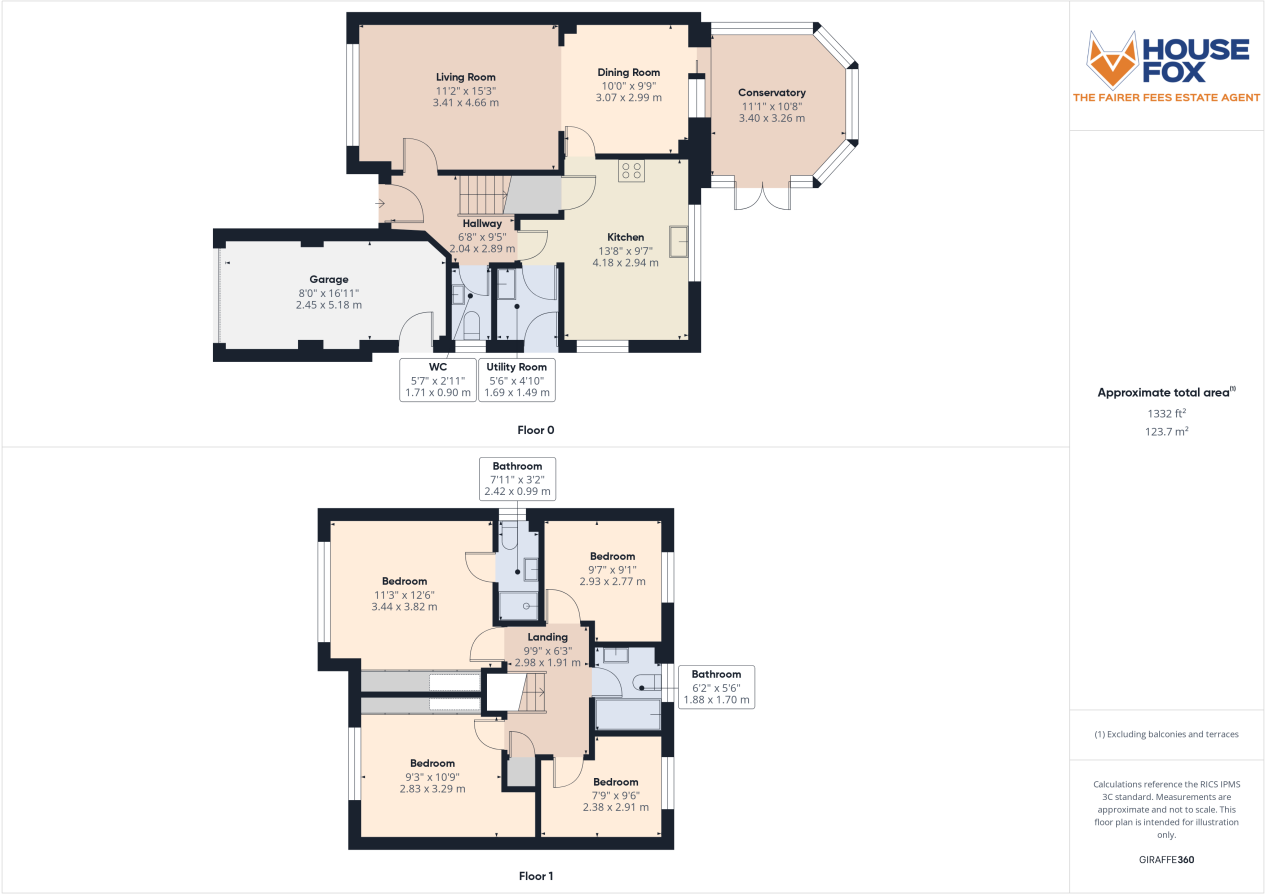 Living Room
11'2" x 15'3"
3.41 x 4.66 m
Dining Room
10'0" x 9'9"
3.07 x 2.99 m
Conservatory
11'1" x 10'8"
3.40 x 3.26 m
Hallway
6'8" x 9'5"
2.04 x 2.89 m
Kitchen
13'8" x 9'7"
4.18 x 2.94 m
Garage
8'0" x 16'11"
2.45 x 5.18 m
WC
5'7" x 2'11"
1.71 x 0.90 m
Utility Room
5'6" x 4'10"
1.69 x 1.49 m
Floor 0
Bathroom
7'11" x 3'2"
2.42 x 0.99 m
Bedroom
11'3" x 12'6"
3.44 x 3.82 m
Bedroom
9'7" x 9'1"
2.93 x 2.77 m
Landing
9'9" x 6'3"
2.98 x 1.91 m
Bathroom
6'2" x 5'6"
1.88 x 1.70 m
Bedroom
9'3" x 10'9"
2.83 x 3.29 m
Bedroom
7'9" x 9'6"
2.38 x 2.91 m
Floor 1
HOUSE
FOX
THE FAIRER FEES ESTATE AGENT
Approximate total area(1)
1332 ft²
123.7 m²
(1) Excluding balconies and terraces
Calculations reference the RICS IPMS
3C standard. Measurements are
approximate and not to scale. This
floor plan is intended for illustration
only.
GIRAFFE360